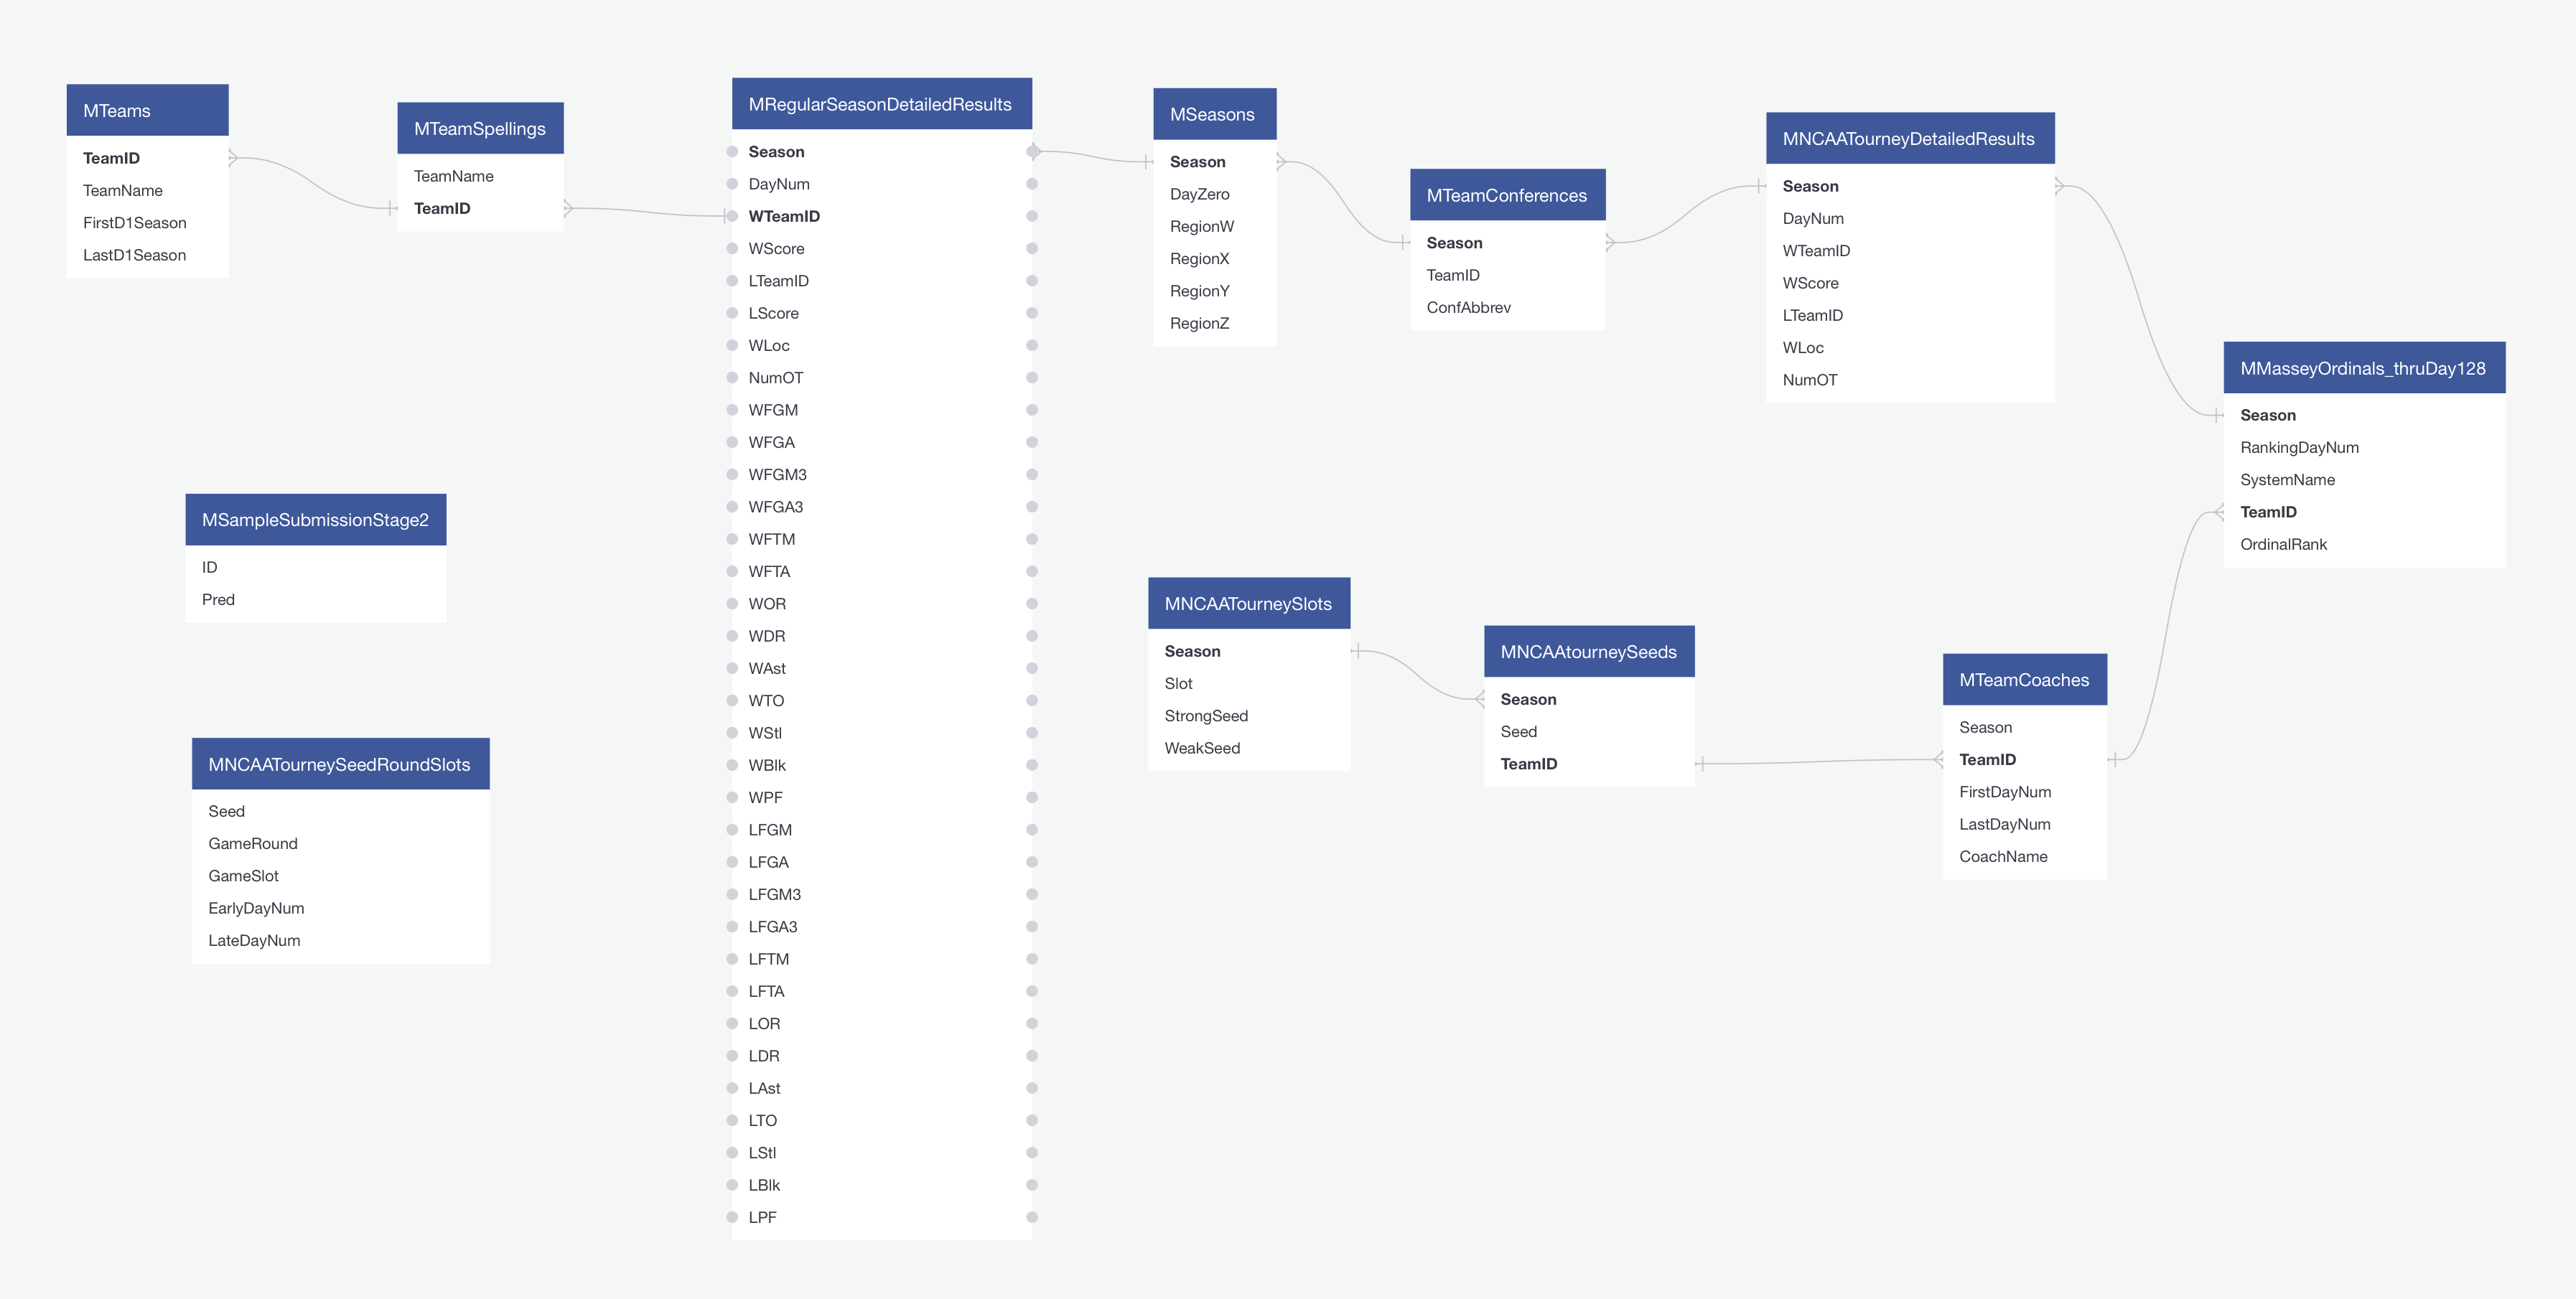 MTeams
TeamID
TeamName
FirstD1Season
LastD1Season
MTeamSpellings
TeamName
TeamID
MRegularSeasonDetailedResults
Season
DayNum
WTeamID
WScore
LTeamID
LScore
WLoc
NumOT
WFGM
WFGA
WFGM3
WFGA3
WFTM
WFTA
WOR
WDR
WAst
WTO
WStl
WBlk
WPF
LFGM
LFGA
LFGM3
LFGA3
LFTM
LFTA
LOR
LDR
LAst
LTO
LStl
LBlk
LPF
MSeasons
Season
DayZero
RegionW
RegionX
RegionY
RegionZ
MTeamConferences
Season
TeamID
ConfAbbrev
MNCAATourneyDetailedResults
Season
DayNum
WTeamID
WScore
LTeamID
WLoc
NumOT
MMasseyOrdinals_thruDay128
Season
RankingDayNum
SystemName
TeamID
OrdinalRank
MSampleSubmissionStage2
ID
Pred
MNCAATourneySeedRoundSlots
Seed
GameRound
GameSlot
EarlyDayNum
LateDayNum
MNCAATourneySlots
Season
Slot
StrongSeed
WeakSeed
MNCAAtourneySeeds
Season
Seed
TeamID
MTeamCoaches
Season
TeamID
FirstDayNum
LastDayNum
CoachName